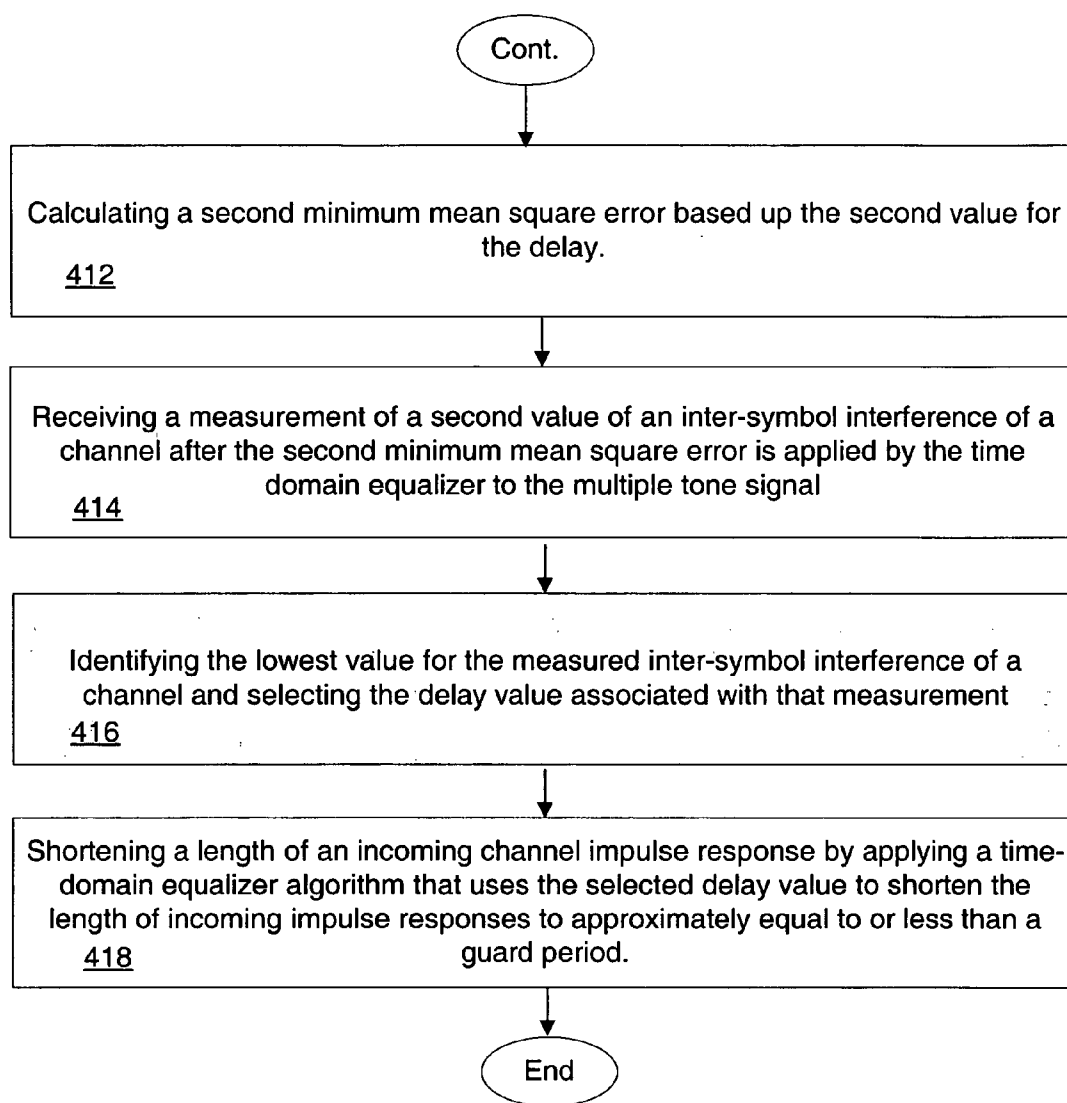 Cont.
Calculating a second minimum mean square error based up the second value for
the delay.
412
Receiving a measurement of a second value of an inter-symbol interference of a
channel after the second minimum mean square error is applied by the time
domain equalizer to the multiple tone signal
414
Identifying the lowest value for the measured inter-symbol interference of a
channel and selecting the delay value associated with that measurement
416
Shortening a length of an incoming channel impulse response by applying a time-
domain equalizer algorithm that uses the selected delay value to shorten the
length of incoming impulse responses to approximately equal to or less than a
guard period.
418
End